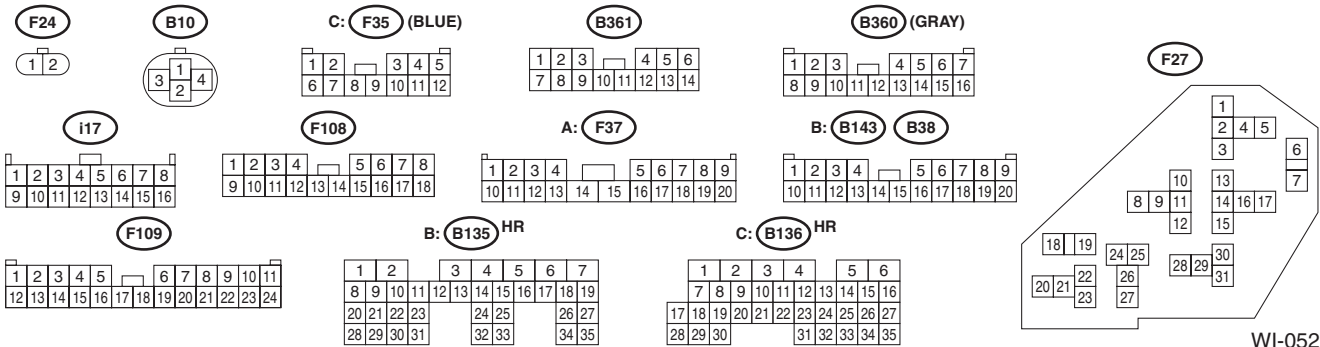 F24 B10 C: F35 (BLUE) B361 B360 (GRAY) F27
1 2
1
3 4
2
1 2 3 4 5
6 7 8 9 10 11 12
1 2 3 4 5 6
7 8 9 10 11 12 13 14
1 2 3 4 5 6 7
8 9 10 11 12 13 14 15 16
i17 F108 A: F37 B: B143 B38
1 2 3 4 5 6 7 8
9 10 11 12 13 14 15 16
1 2 3 4 5 6 7 8
9 10 11 12 13 14 15 16 17 18
1 2 3 4 5 6 7 8 9
10 11 12 13 14 15 16 17 18 19 20
1 2 3 4 5 6 7 8 9
10 11 12 13 14 15 16 17 18 19 20
F109 B: B135 HR C: B136 HR
1 2 3 4 5 6 7 8 9 10 11
12 13 14 15 16 17 18 19 20 21 22 23 24
1 2 3 4 5 6 7
8 9 10 11 12 13 14 15 16 17 18 19
20 21 22 23 24 25 26 27
28 29 30 31 32 33 34 35
1 2 3 4 5 6
7 8 9 10 11 12 13 14 15 16
17 18 19 20 21 22 23 24 25 26 27
28 29 30 31 32 33 34 35
1
2 4 5
3
6
7
10
8 9 11
12
13
14 16 17
15
18 19
20 21 22
23
24 25
26
27
28 29 30
31
WI-052